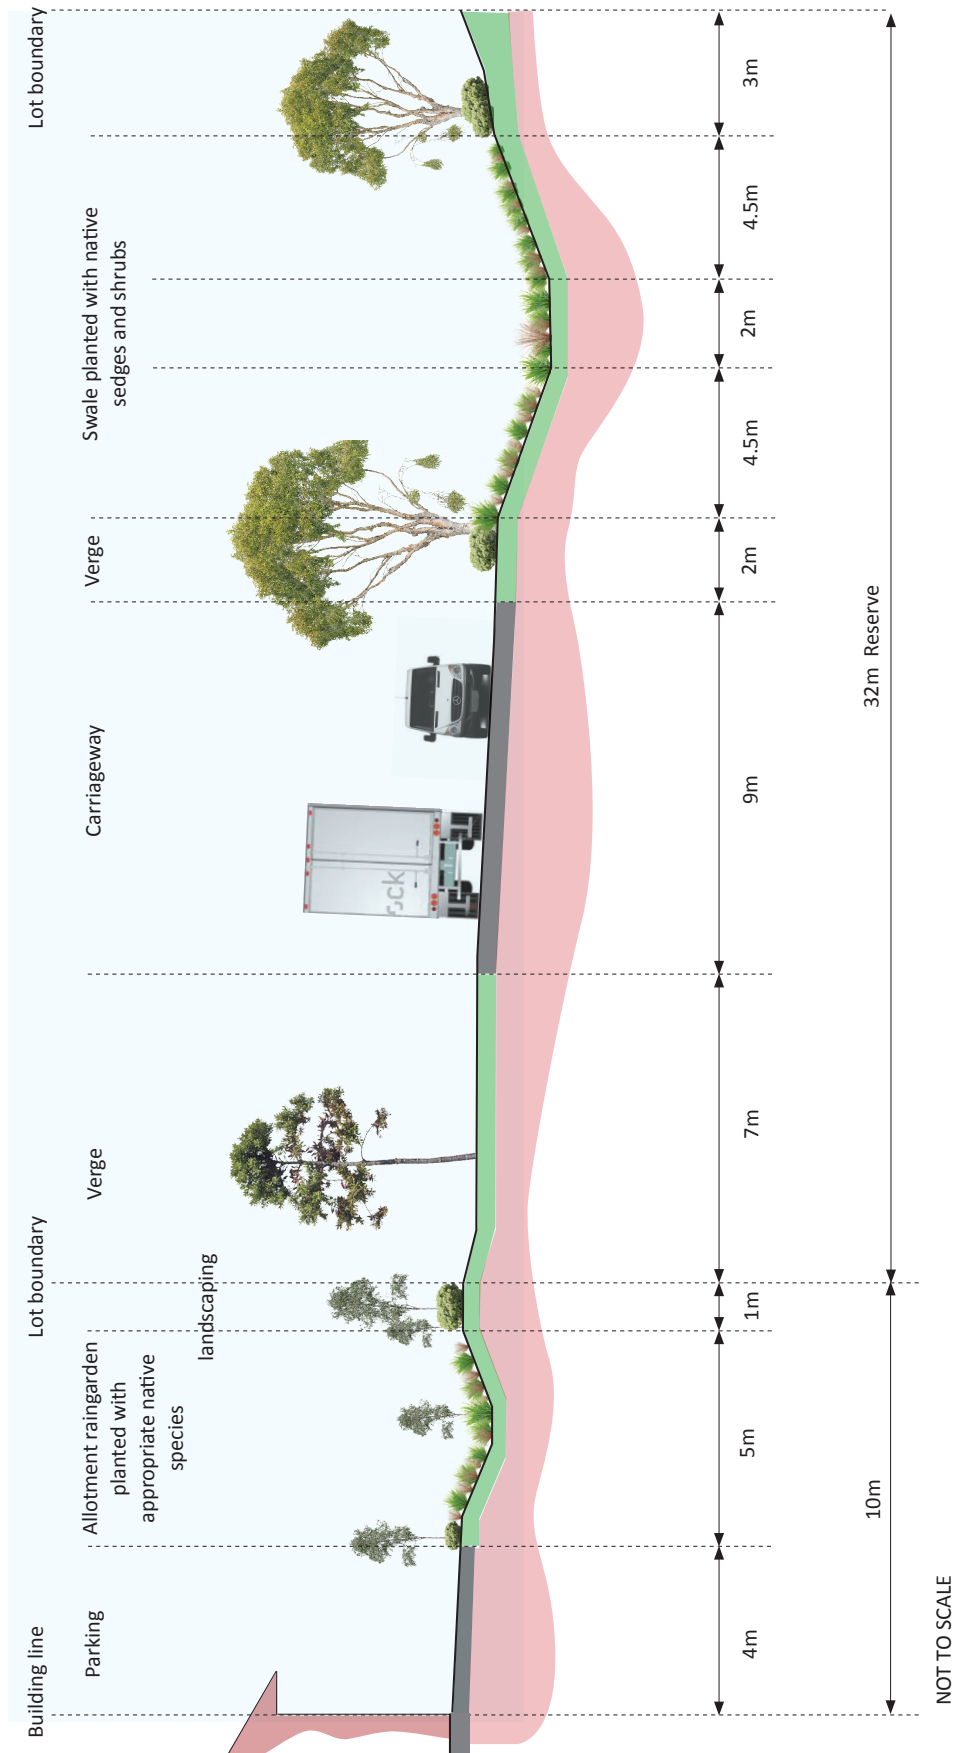 Building line
Lot boundary
Lot boundary
Parking
Allotment raingarden
planted with
appropriate native
species
landscaping
Verge
Carriageway
Verge
Swale planted with native
sedges and shrubs
ck
4m
5m
1m
7m
9m
2m
4.5m
2m
4.5m
3m
10m
32m Reserve
NOT TO SCALE